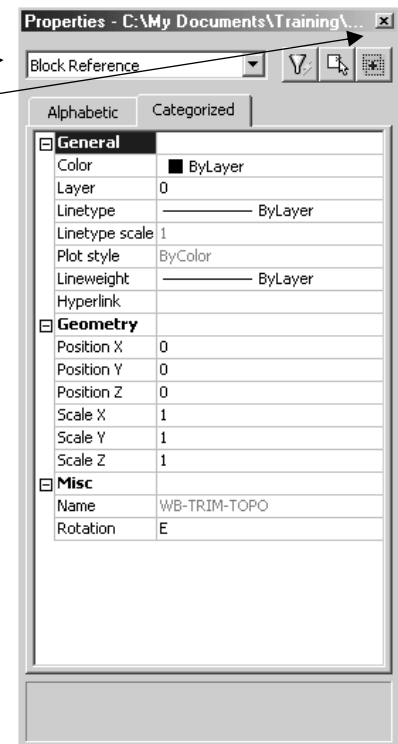 Properties - C:\My Documents\Training\...
Block Reference
Alphabetic Categorized
General
Color ByLayer
Layer 0
Linetype ByLayer
Linetype scale 1
Plot style ByColor
Lineweight ByLayer
Hyperlink
Geometry
Position X 0
Position Y 0
Position Z 0
Scale X 1
Scale Y 1
Scale Z 1
Misc
Name WB-TRIM-TOPO
Rotation E